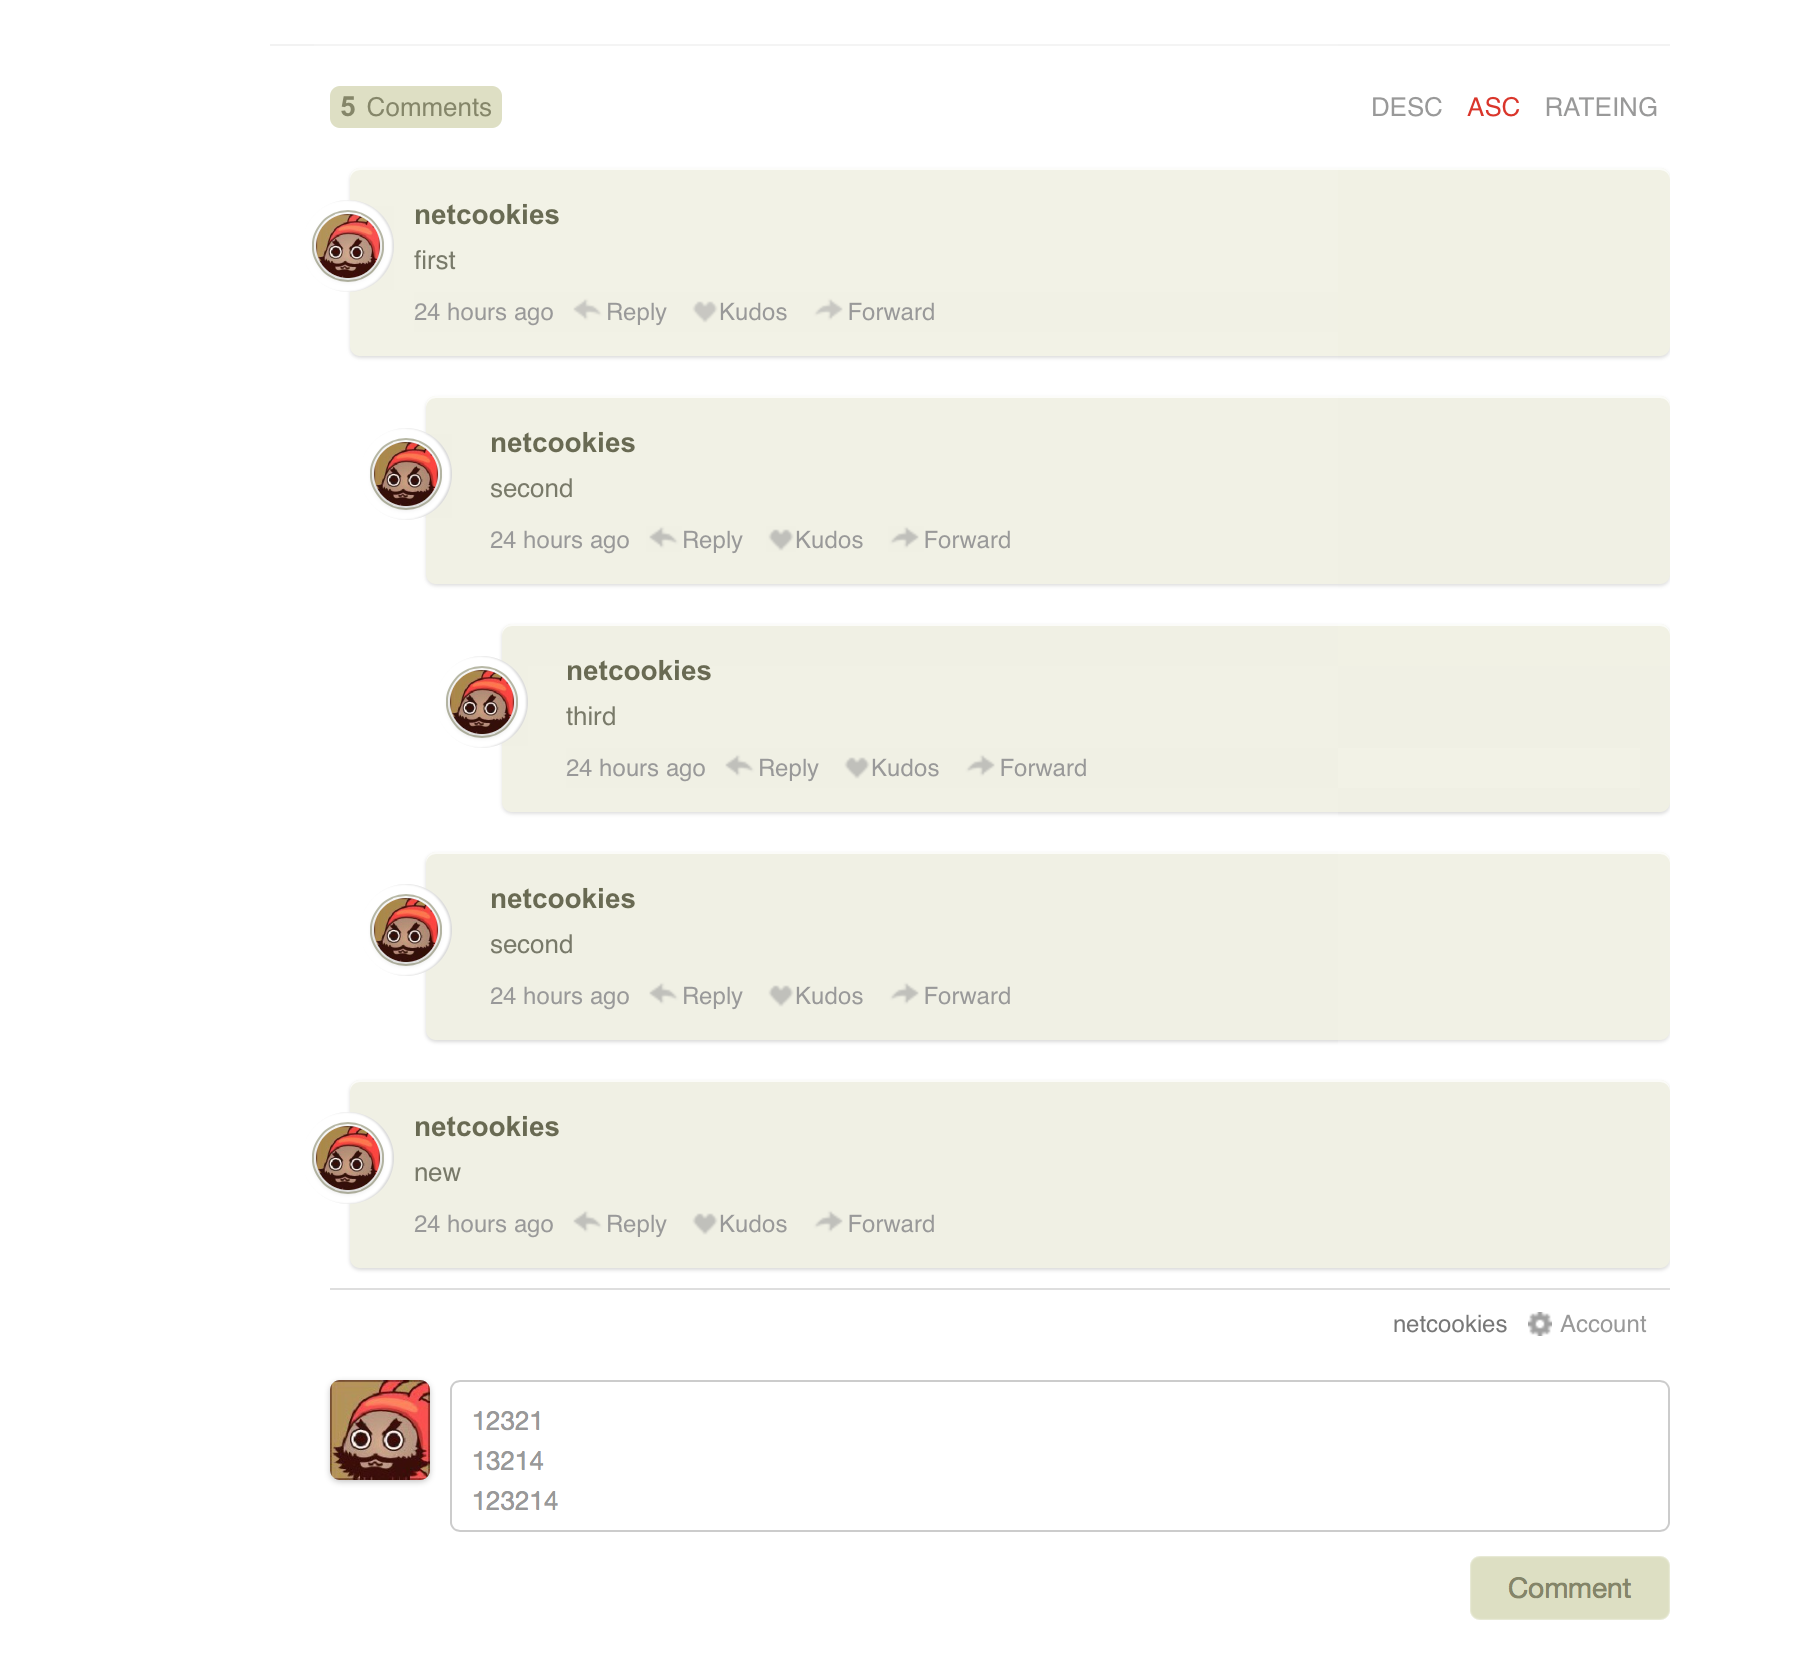 5 Comments DESC ASC RATEING
netcookies
first
24 hours ago Reply Kudos Forward
netcookies
second
24 hours ago Reply Kudos Forward
netcookies
third
24 hours ago Reply Kudos Forward
netcookies
second
24 hours ago Reply Kudos Forward
netcookies
new
24 hours ago Reply Kudos Forward
netcookies Account
12321
13214
123214
Comment